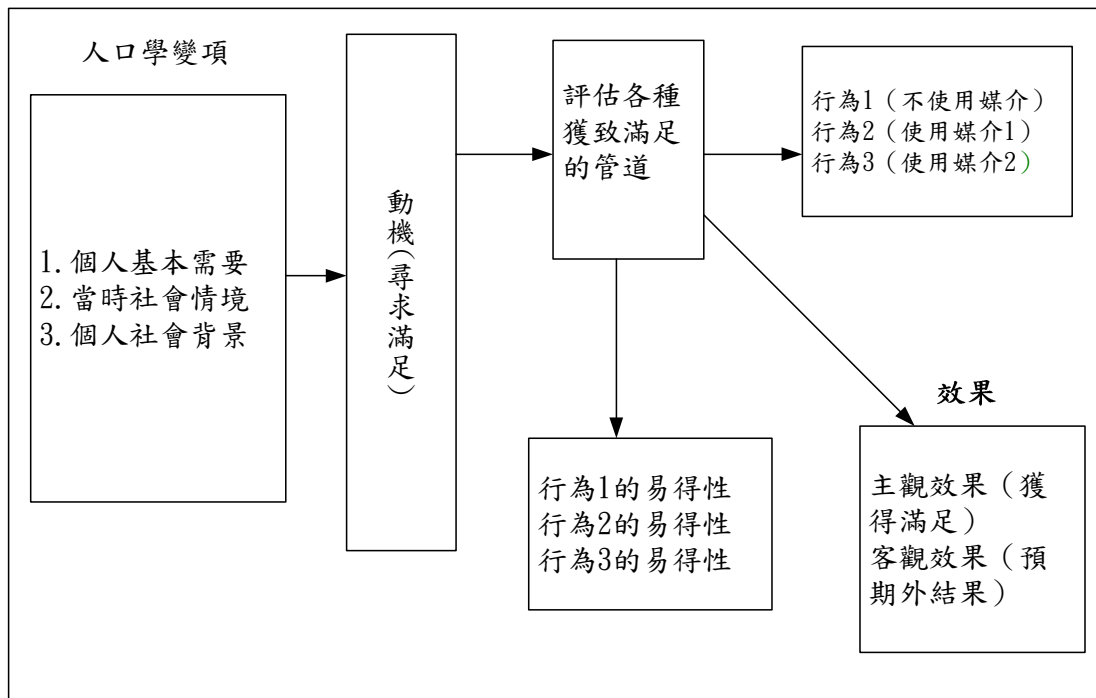 人口學變項
1. 個人基本需要
2. 當時社會情境
3. 個人社會背景
動機(尋求滿足)
評估各種
獲致滿足
的管道
行為1（不使用媒介）
行為2（使用媒介1）
行為3（使用媒介2）
行為1的易得性
行為2的易得性
行為3的易得性
效果
主觀效果（獲
得滿足）
客觀效果（預
期外結果）